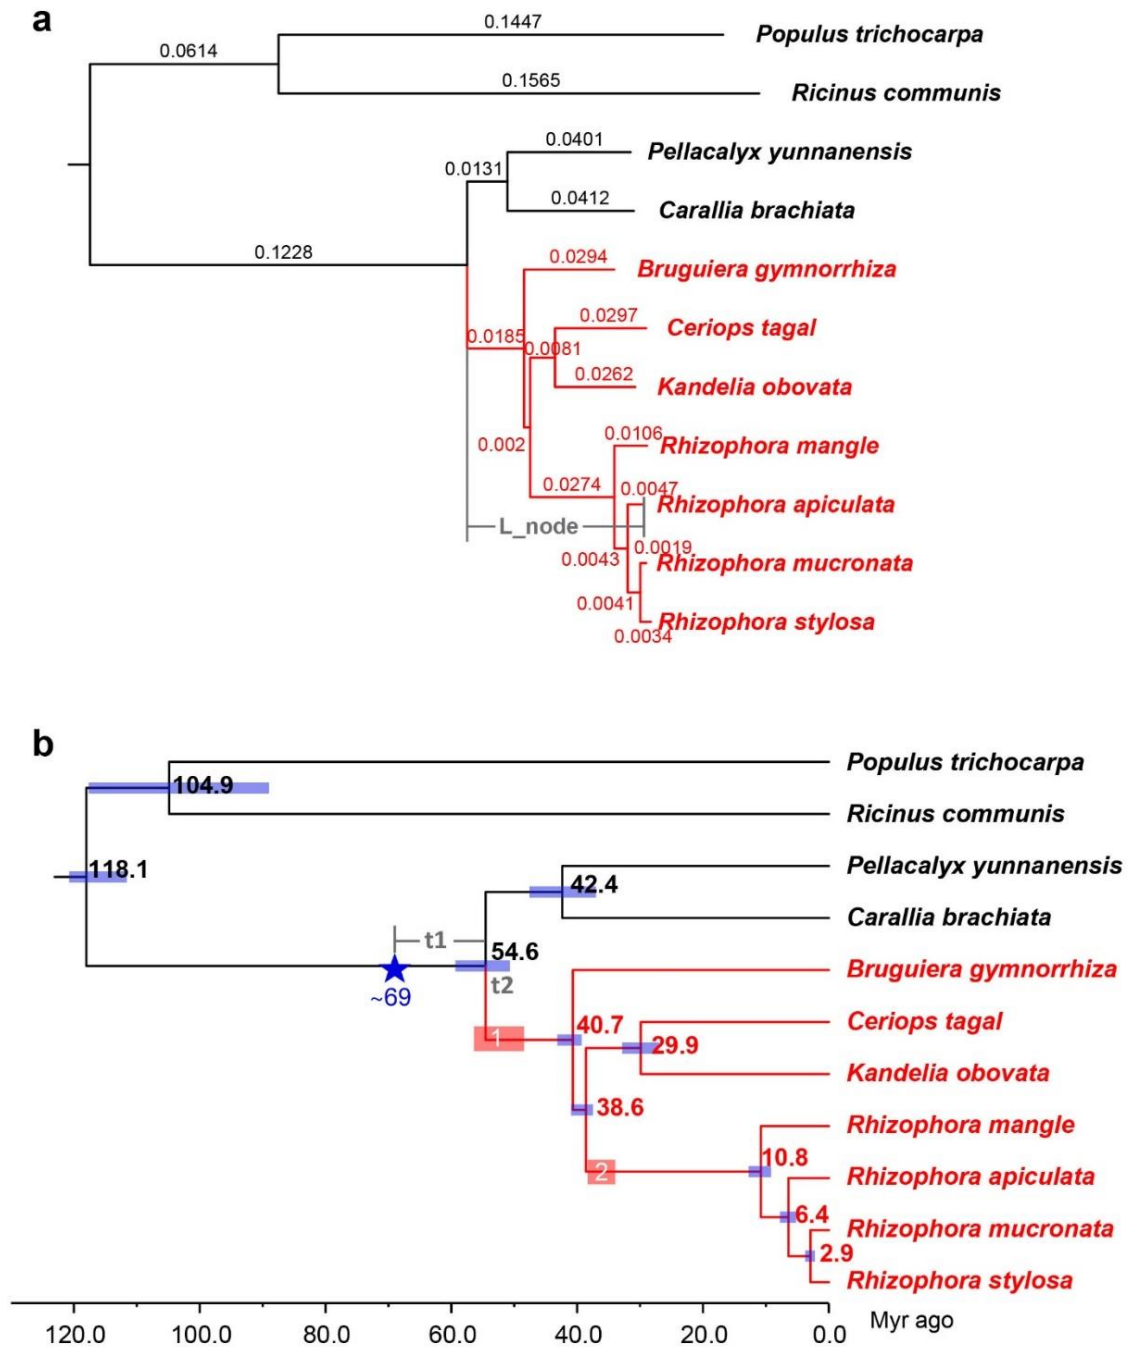 a
0.1447
Populus trichocarpa
0.0614
0.1565
Ricinus communis
0.0401
Pellacalyx yunnanensis
0.0131
0.0412
Carallia brachiata
0.1228
0.0294
Bruguiera gymnorrhiza
0.0297
Ceriops tagal
0.0185
0.0081
0.0262
Kandelia obovata
0.0106
Rhizophora mangle
0.002
0.0274
0.0047
Rhizophora apiculata
L_node
0.0043
0.0019
Rhizophora mucronata
0.0041
Rhizophora stylosa
0.0034
b
Populus trichocarpa
104.9
Ricinus communis
118.1
Pellacalyx yunnanensis
42.4
Carallia brachiata
t1
54.6
Bruguiera gymnorrhiza
t2
~69
Ceriops tagal
40.7
1
29.9
Kandelia obovata
38.6
Rhizophora mangle
10.8
2
Rhizophora apiculata
6.4
Rhizophora mucronata
2.9
Rhizophora stylosa
120.0 100.0 80.0 60.0 40.0 20.0 0.0 Myr ago